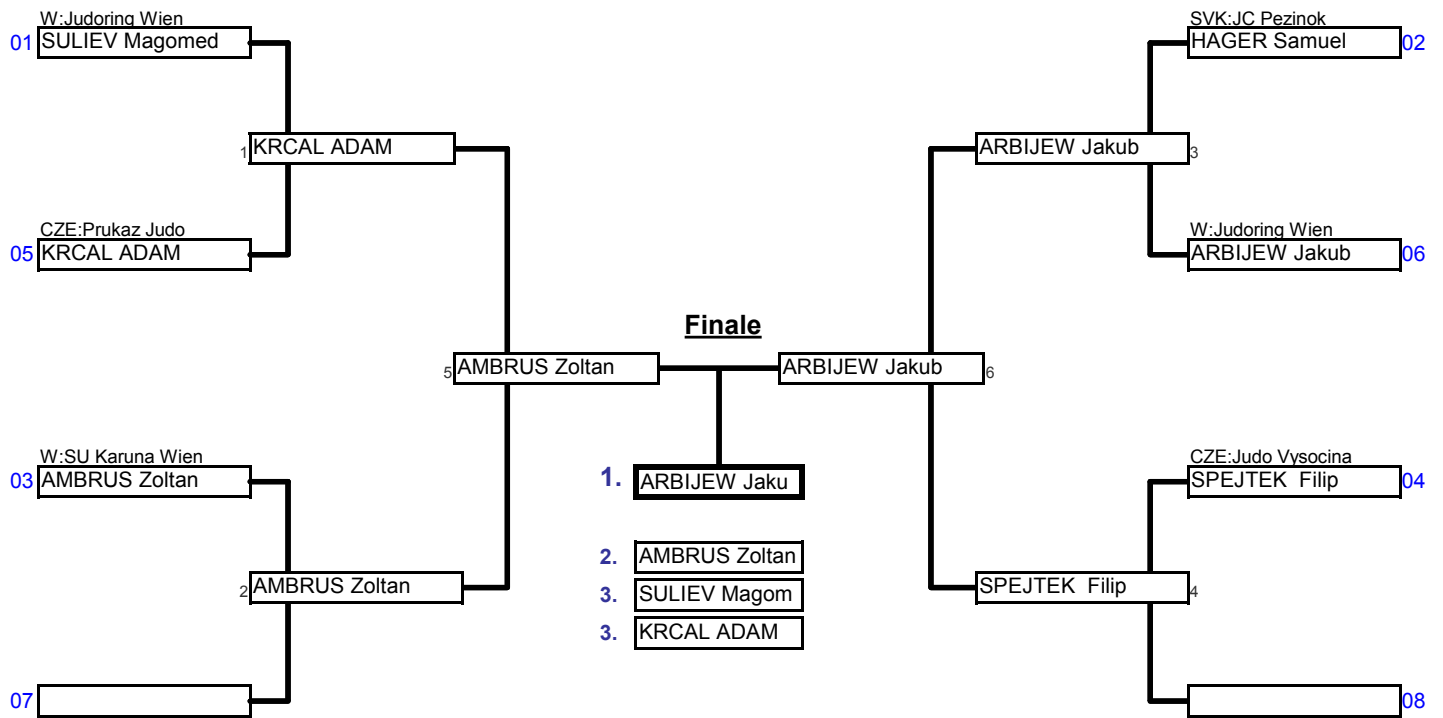 W:Judoring Wien
01 SULIEV Magomed
SVK:JC Pezinok
HAGER Samuel 02
1 KRCAL ADAM
ARBIJEW Jakub 3
CZE:Prukaz Judo
05 KRCAL ADAM
W:Judoring Wien
ARBIJEW Jakub 06
Finale
5 AMBRUS Zoltan
ARBIJEW Jakub 6
W:SU Karuna Wien
03 AMBRUS Zoltan
1. ARBIJEW Jaku
CZE:Judo Vysocina
SPEJTEK  Filip 04
2. AMBRUS Zoltan
2 AMBRUS Zoltan
3. SULIEV Magom
SPEJTEK  Filip 4
3. KRCAL ADAM
07
08